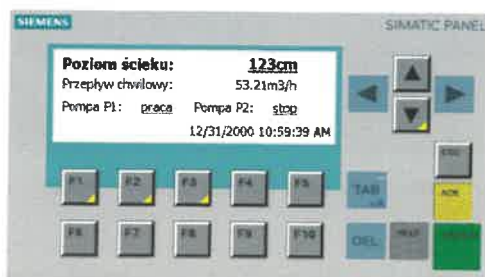 SIEMENS
SIMATIC PANEL
Poziom ścieku: 123cm
Przepływ chwilowy: 53.21m3/h
Pompa P1: praca Pompa P2: stop
12/31/2000 10:59:39 AM
ESC
F1 F2 F3 F4 F5
TAB
ACK
F6 F7 F8 F9 F10
DEL
HELP